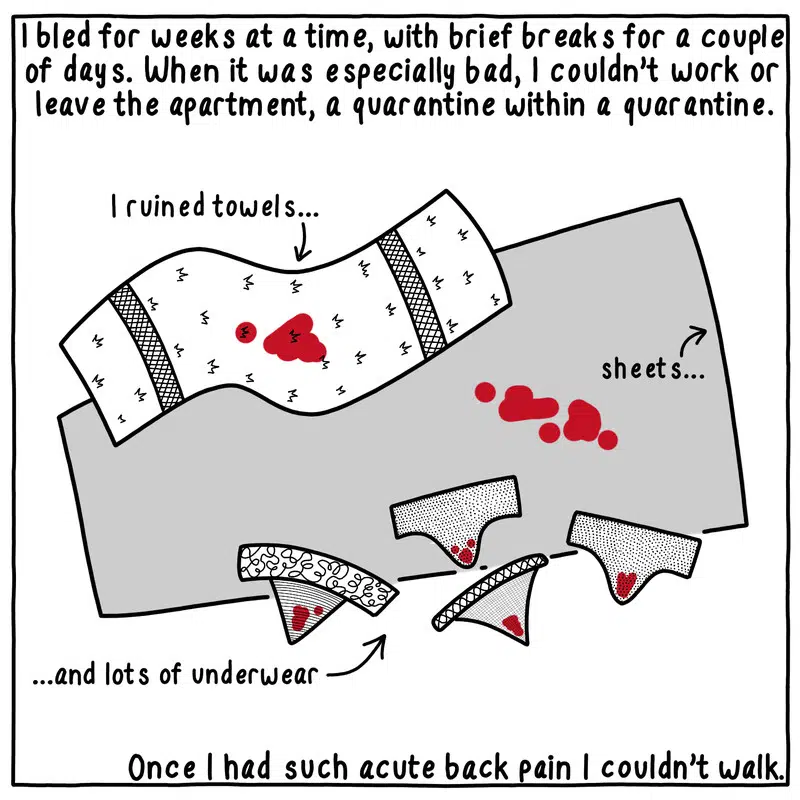 I bled for weeks at a time, with brief breaks for a couple
of days. When it was especially bad, I couldn't work or
leave the apartment, a quarantine within a quarantine.
I ruined towels...
sheets...
...and lots of underwear
Once I had such acute back pain I couldn't walk.